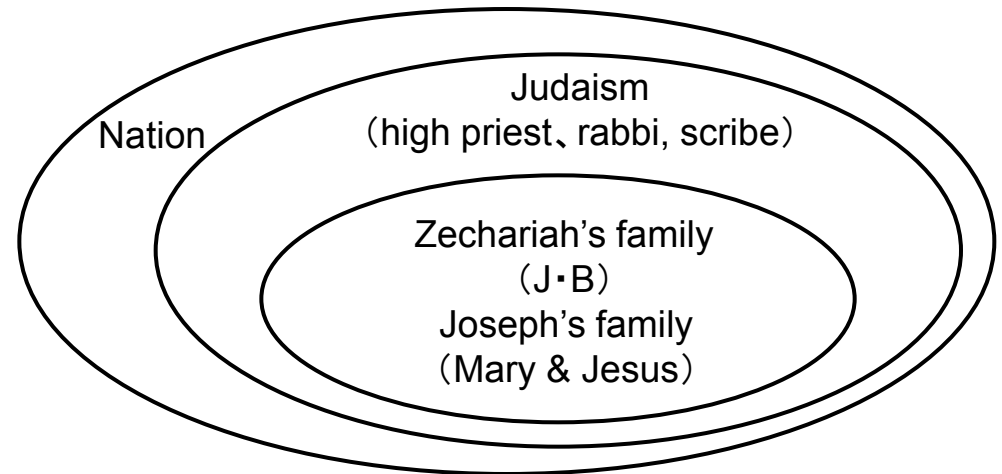 Judaism
Nation
（high priest、rabbi, scribe）
Zechariah’s family
（J･B）
Joseph’s family
（Mary & Jesus）